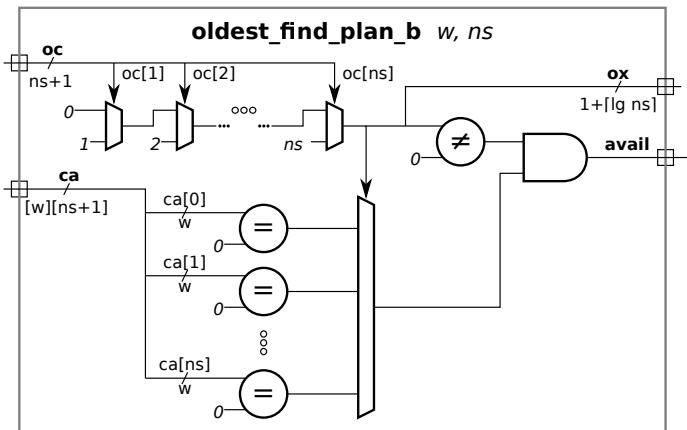 oldest_find_plan_b w, ns
oc
ns+1
oc[1]
oc[2]
oc[ns]
ox
1+⌈lg ns⌉
0
1
2
ns
0
≠
avail
ca
[w][ns+1]
ca[0]
w
0
=
ca[1]
w
0
=
ca[ns]
w
0
=